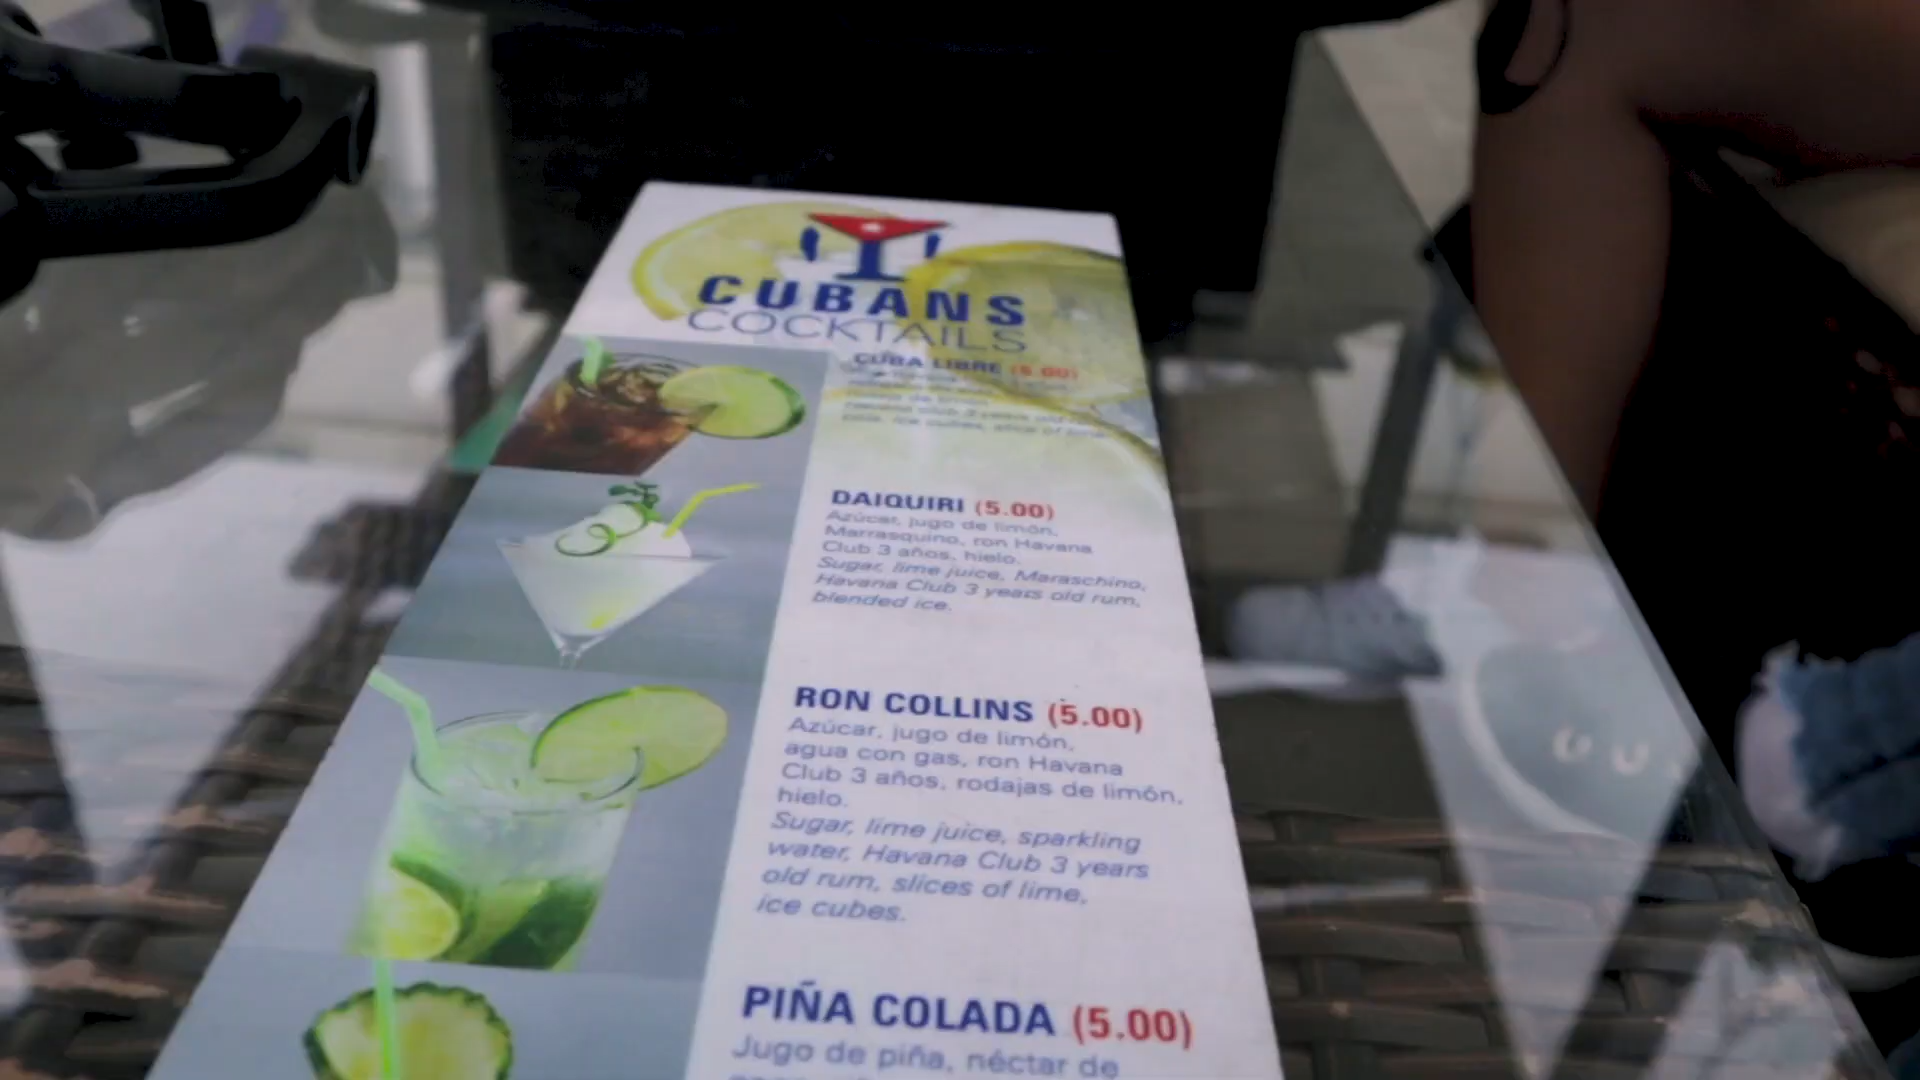 CUBANS
COCKTAILS
CUBA LIBRE (5.00)
DAIQUIRI (5.00)
Azúcar, jugo de limón,
Marrasquino, ron Havana
Club 3 años, hielo.
Sugar, lime juice, Maraschino,
Havana Club 3 years old rum,
blended ice.
RON COLLINS (5.00)
Azúcar, jugo de limón,
agua con gas, ron Havana
Club 3 años, rodajas de limón,
hielo.
Sugar, lime juice, sparkling
water, Havana Club 3 years
old rum, slices of lime,
ice cubes.
PIÑA COLADA (5.00)
Jugo de piña, néctar de